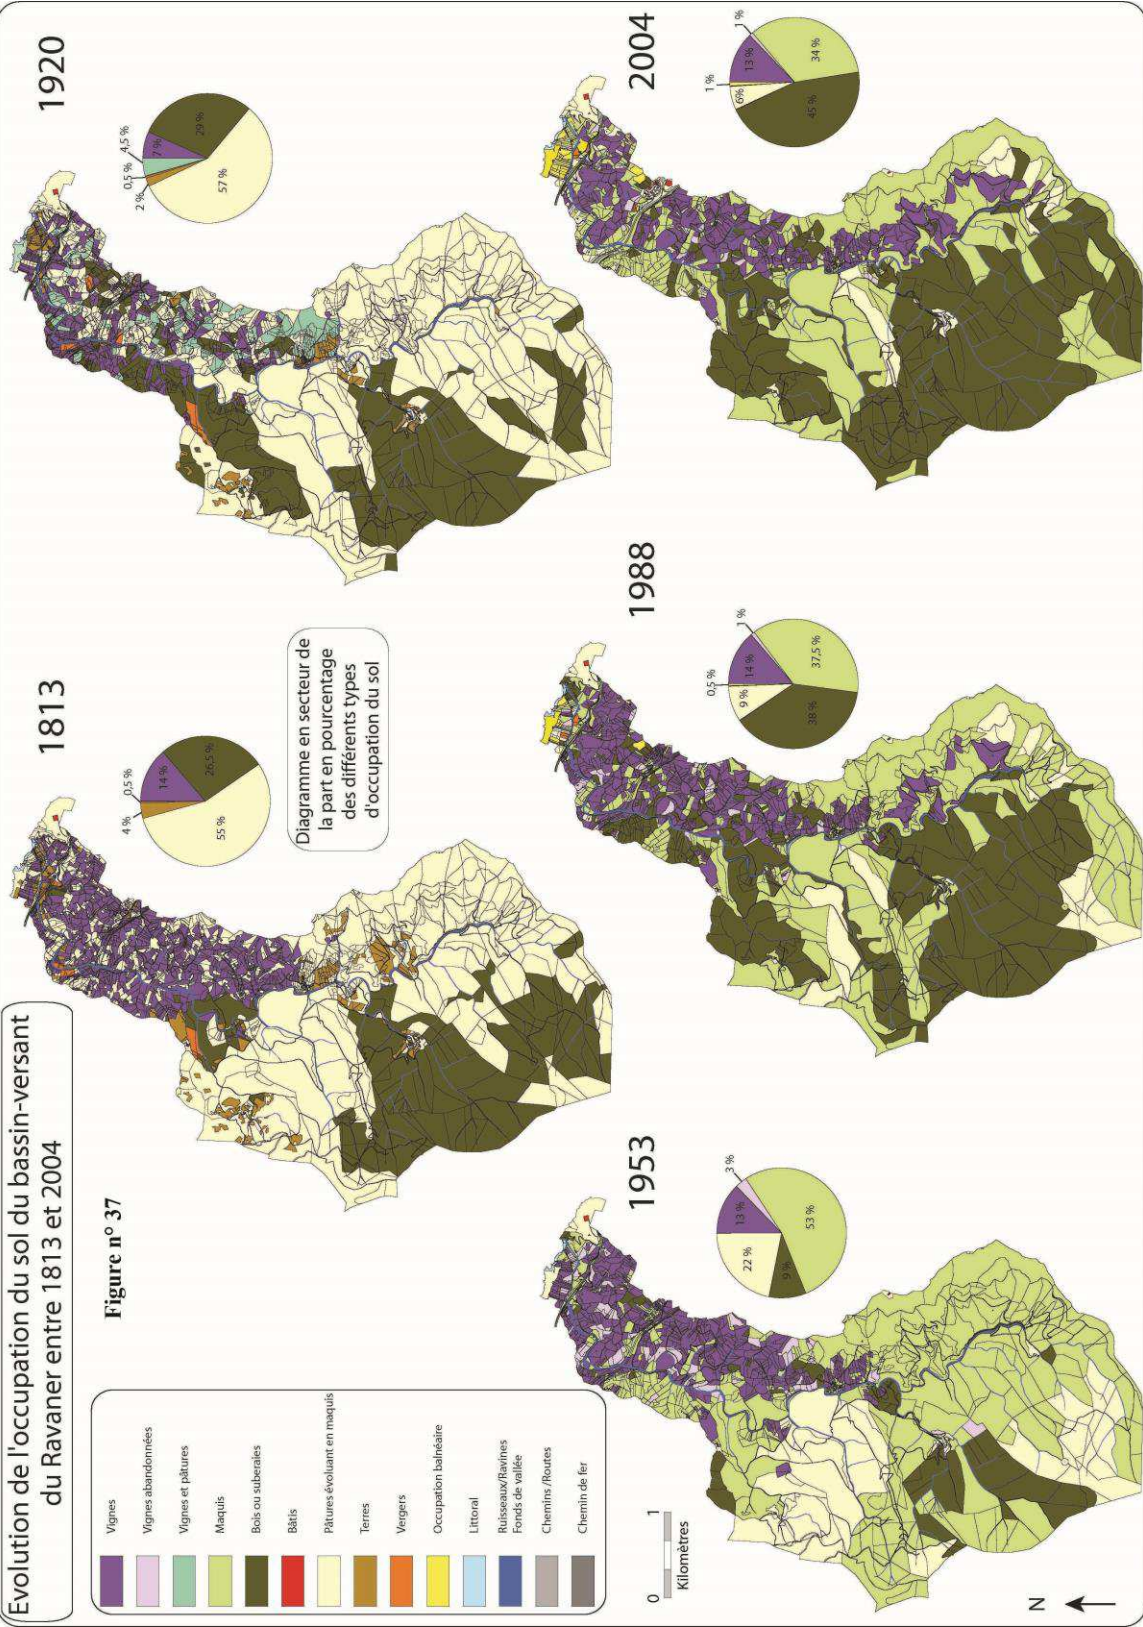 Evolution de l'occupation du sol du bassin-versant
du Ravaner entre 1813 et 2004
Figure n° 37
1813
0,5 %
4 %
14 %
26,5 %
55 %
Diagramme en secteur de
la part en pourcentage
des différents types
d'occupation du sol
1920
4,5 %
0,5 %
2 %
7 %
29 %
57 %
Vignes
Vignes abandonnées
Vignes et pâtures
Maquis
Bois ou suberaies
Bâtis
Pâtures évoluant en maquis
Terres
Vergers
Occupation balnéaire
Littoral
Ruisseaux/Ravines
Fonds de vallée
Chemins /Routes
Chemin de fer
0 1
Kilomètres
N
1953
3 %
13 %
22 %
9 %
53 %
1988
0,5 %
1 %
14 %
9 %
38 %
37,5 %
2004
1 %
1 %
13 %
6%
34 %
45 %